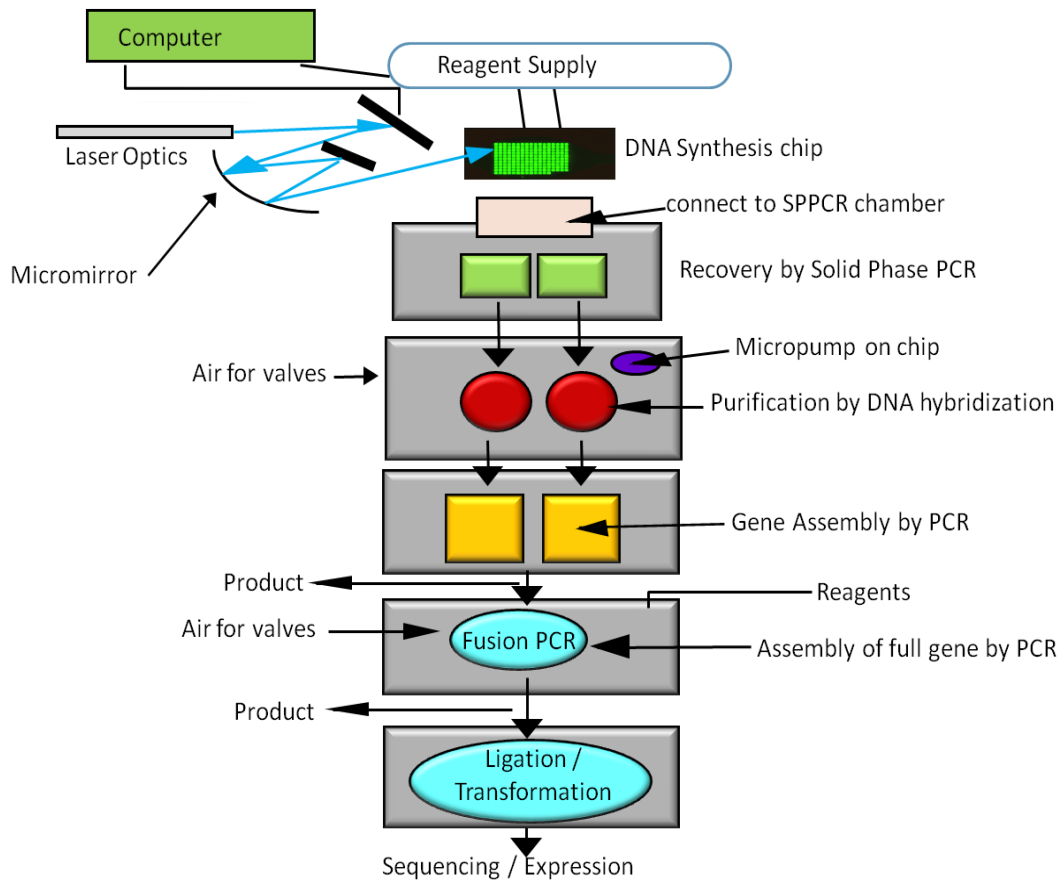 Computer
Reagent Supply
Laser Optics
DNA Synthesis chip
connect to SPPCR chamber
Micromirror
Recovery by Solid Phase PCR
Micropump on chip
Air for valves
Purification by DNA hybridization
Gene Assembly by PCR
Product
Reagents
Air for valves
Fusion PCR
Assembly of full gene by PCR
Product
Ligation /
Transformation
Sequencing / Expression